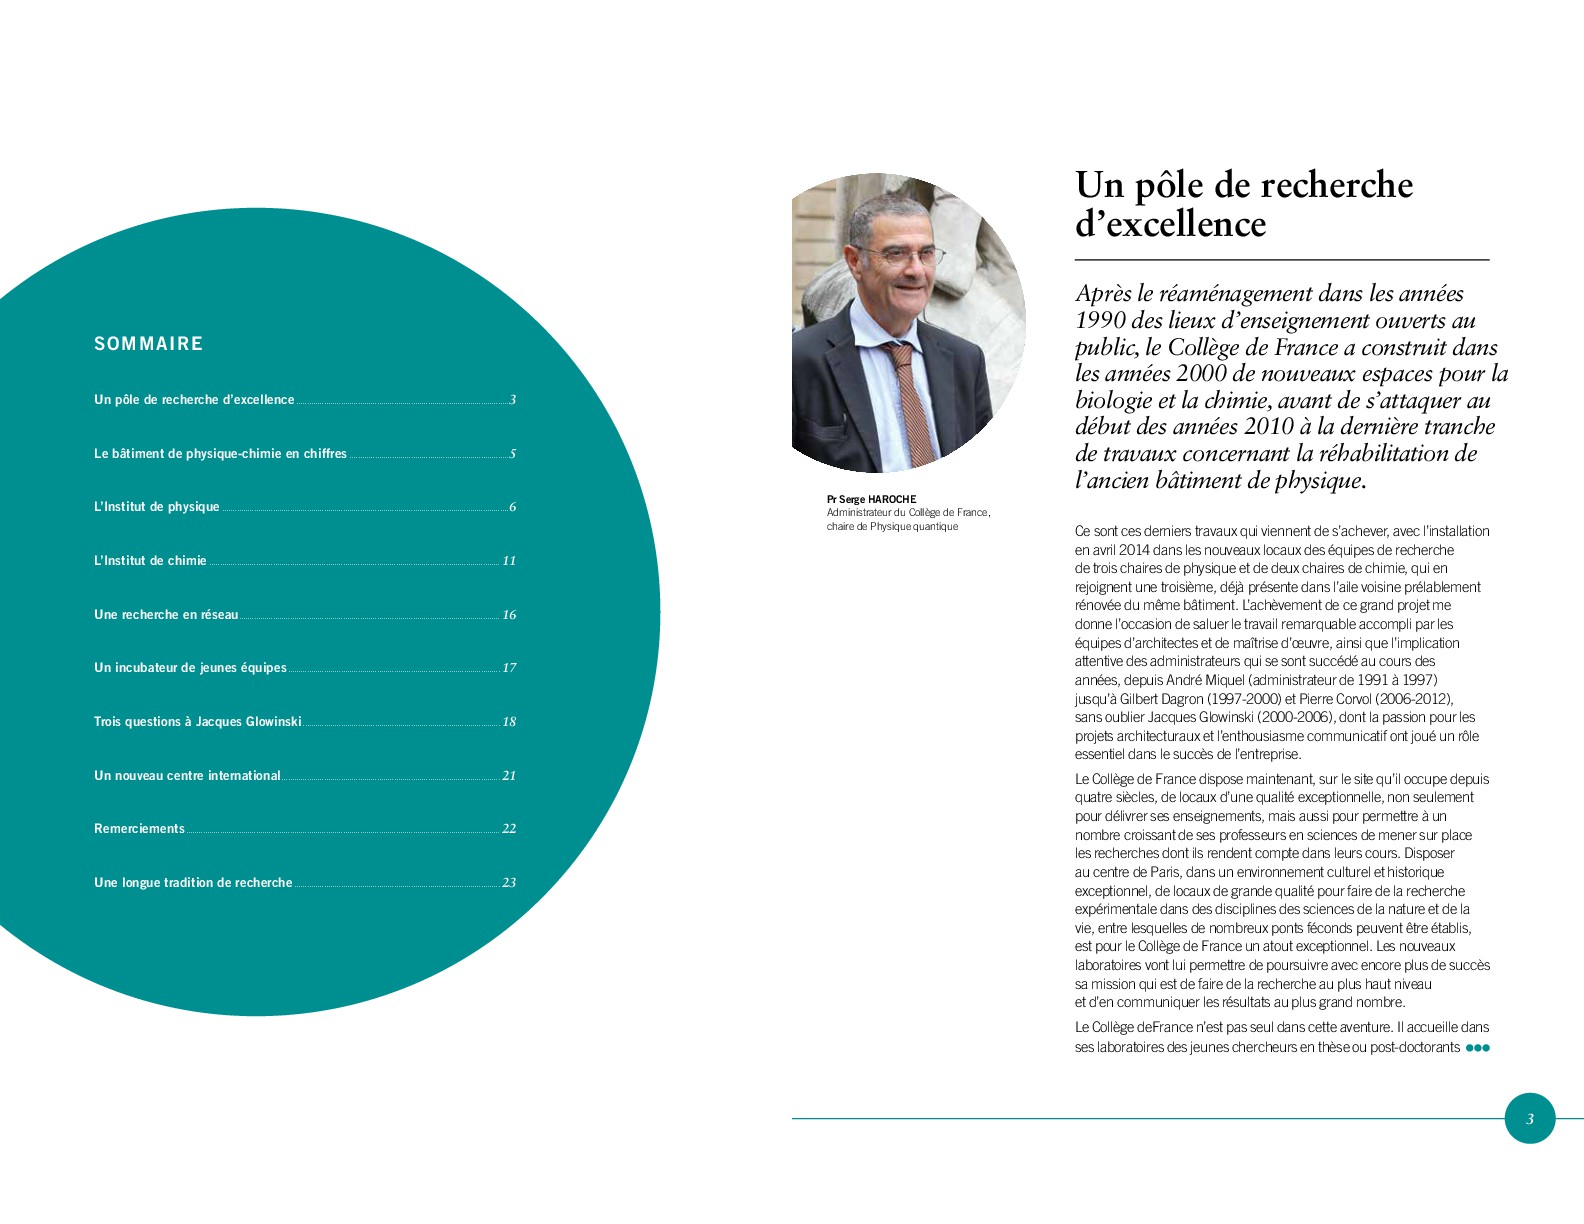 SOMMAIRE
Un pôle de recherche d’excellence 3
Le bâtiment de physique-chimie en chiffres 5
L’Institut de physique 6
L’Institut de chimie 11
Une recherche en réseau 16
Un incubateur de jeunes équipes 17
Trois questions à Jacques Glowinski 18
Un nouveau centre international 21
Remerciements 22
Une longue tradition de recherche 23
Pr Serge HAROCHE
Administrateur du Collège de France,
chaire de Physique quantique
Un pôle de recherche
d’excellence
Après le réaménagement dans les années
1990 des lieux d’enseignement ouverts au
public, le Collège de France a construit dans
les années 2000 de nouveaux espaces pour la
biologie et la chimie, avant de s’attaquer au
début des années 2010 à la dernière tranche
de travaux concernant la réhabilitation de
l’ancien bâtiment de physique.
Ce sont ces derniers travaux qui viennent de s’achever, avec l’installation
en avril 2014 dans les nouveaux locaux des équipes de recherche
de trois chaires de physique et de deux chaires de chimie, qui en
rejoignent une troisième, déjà présente dans l’aile voisine prélablement
rénovée du même bâtiment. L’achèvement de ce grand projet me
donne l’occasion de saluer le travail remarquable accompli par les
équipes d’architectes et de maîtrise d’œuvre, ainsi que l’implication
attentive des administrateurs qui se sont succédé au cours des
années, depuis André Miquel (administrateur de 1991 à 1997)
jusqu’à Gilbert Dagron (1997-2000) et Pierre Corvol (2006-2012),
sans oublier Jacques Glowinski (2000-2006), dont la passion pour les
projets architecturaux et l’enthousiasme communicatif ont joué un rôle
essentiel dans le succès de l’entreprise.
Le Collège de France dispose maintenant, sur le site qu’il occupe depuis
quatre siècles, de locaux d’une qualité exceptionnelle, non seulement
pour délivrer ses enseignements, mais aussi pour permettre à un
nombre croissant de ses professeurs en sciences de mener sur place
les recherches dont ils rendent compte dans leurs cours. Disposer
au centre de Paris, dans un environnement culturel et historique
exceptionnel, de locaux de grande qualité pour faire de la recherche
expérimentale dans des disciplines des sciences de la nature et de la
vie, entre lesquelles de nombreux ponts féconds peuvent être établis,
est pour le Collège de France un atout exceptionnel. Les nouveaux
laboratoires vont lui permettre de poursuivre avec encore plus de succès
sa mission qui est de faire de la recherche au plus haut niveau
et d’en communiquer les résultats au plus grand nombre.
Le Collège deFrance n’est pas seul dans cette aventure. Il accueille dans
ses laboratoires des jeunes chercheurs en thèse ou post-doctorants
3